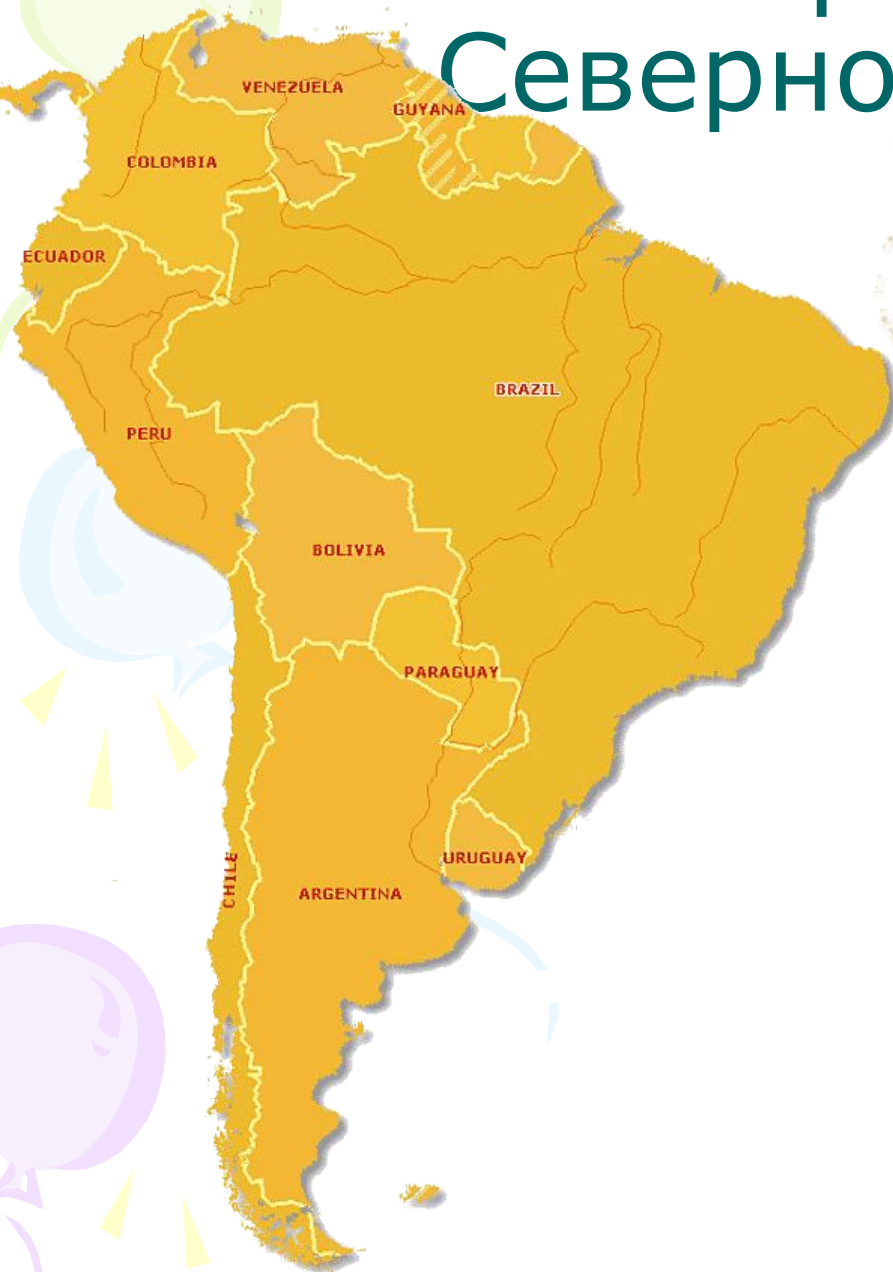 Северно
VENEZUELA
GUYANA
COLOMBIA
ECUADOR
BRAZIL
PERU
BOLIVIA
PARAGUAY
CHILE
URUGUAY
ARGENTINA